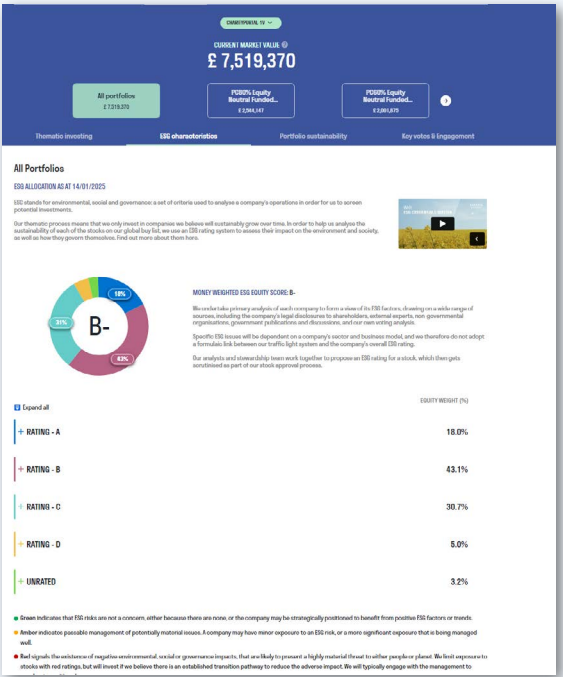 CHARITYPORTAL TV
CURRENT MARKET VALUE
£ 7,519,370
All portfolios
£ 7,519,370
PC60% Equity
Neutral Funded...
PC60% Equity
Neutral Funded...
Thematic investing
ESG characteristics
Portfolio sustainability
Key votes & Engagement
All Portfolios
ESG ALLOCATION AS AT 14/01/2025
ESG stands for environmental, social and governance: a set of criteria used to analyse a company's operations in order for us to screen
potential investments.
Our thematic process means that we only invest in companies we believe will sustainably grow over time. In order to help us analyse the
sustainability of each of the stocks on our global buy list, we use an ESG rating system to assess their impact on the environment and society,
as well as how they govern themselves. Find out more about them here.
18%
31%
B-
MONEY WEIGHTED ESG EQUITY SCORE: B-
We undertake primary analysis of each company to form a view of its ESG factors, drawing on a wide range of
sources, including the company's legal disclosures to shareholders, external experts, non governmental
organisations, government publications and discussions, and our own voting analysis.
Specific ESG issues will be dependent on a company's sector and business model, and we therefore do not adopt
a formulaic link between our traffic light system and the company's overall ESG rating.
Our analysts and stewardship team work together to propose an ESG rating for a stock, which then gets
scrutinised as part of our stock approval process.
EQUITY WEIGHT (%)
Expand all
+ RATING - A 18.0%
+ RATING - B 43.1%
+ RATING - C 30.7%
+ RATING - D 5.0%
+ UNRATED 3.2%
Green indicates that ESG risks are not a concern, either because there are none, or the company may be strategically positioned to benefit from positive ESG factors or trends.
Amber indicates passable management of potentially material issues. A company may have minor exposure to an ESG risk, or a more significant exposure that is being managed
well.
Red signals the existence of negative environmental, social or governance impacts, that are likely to present a highly material threat to either people or planet. We limit exposure to
stocks with red ratings, but will invest if we believe there is an established transition pathway to reduce the adverse impact. We will typically engage with the management to